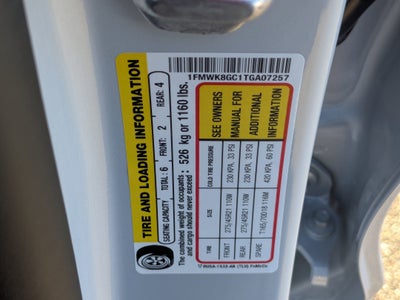 1FMWK8GC1TGA07257
TIRE AND LOADING INFORMATION
SEATING CAPACITY TOTAL : 6 FRONT: 2 REAR: 4
The combined weight of occupants : 526 kg or 1160 lbs.
and cargo should never exceed :
TIRE SIZE COLD TIRE PRESSURE
FRONT 275/45R21 110W 230 KPA, 33 PSI
REAR 275/45R21 110W 230 KPA, 33 PSI
SPARE T165/70D18 116M 420 KPA, 60 PSI
SEE OWNERS
MANUAL FOR
ADDITIONAL
INFORMATION